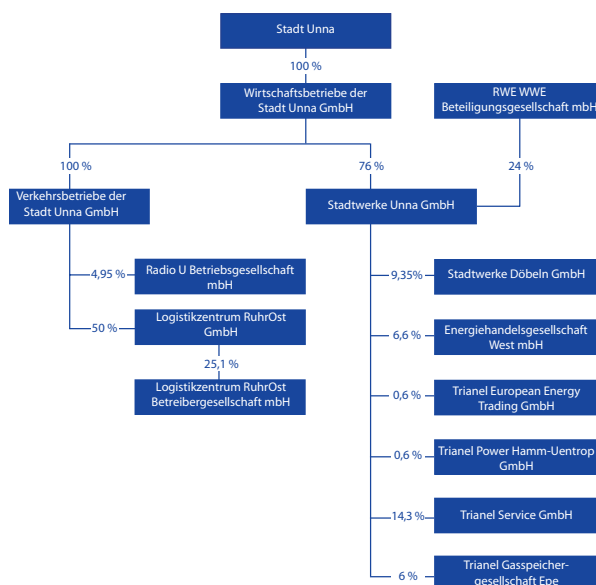 Stadt Unna
100 %
Wirtschaftsbetriebe der
Stadt Unna GmbH
RWE WWE
Beteiligungsgesellschaft mbH
100 %
76 %
24 %
Verkehrsbetriebe der
Stadt Unna GmbH
Stadtwerke Unna GmbH
4,95 %
Radio U Betriebsgesellschaft
mbH
9,35%
Stadtwerke Döbeln GmbH
50 %
Logistikzentrum RuhrOst
GmbH
6,6 %
Energiehandelsgesellschaft
West mbH
25,1 %
Logistikzentrum RuhrOst
Betreibergesellschaft mbH
0,6 %
Trianel European Energy
Trading GmbH
0,6 %
Trianel Power Hamm-Uentrop
GmbH
14,3 %
Trianel Service GmbH
6 %
Trianel Gasspeicher-
gesellschaft Epe